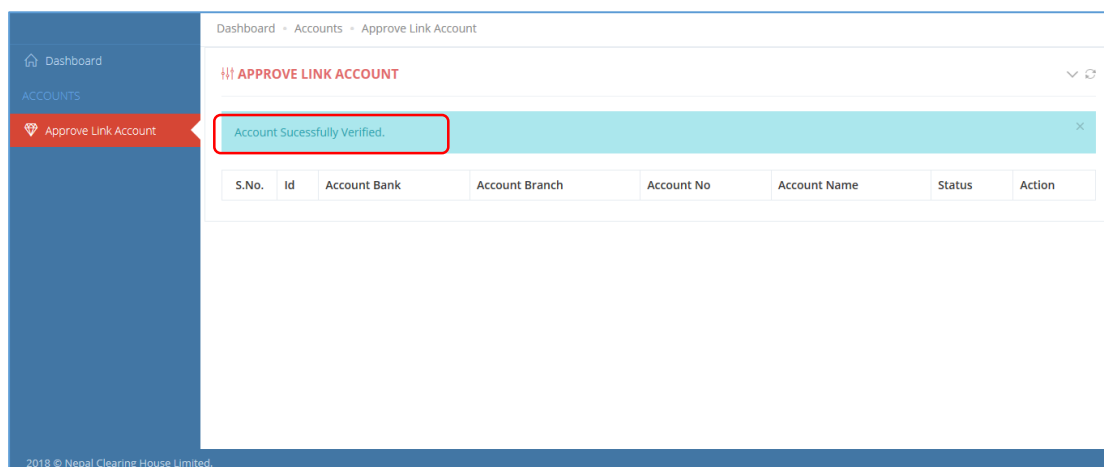 Dashboard Accounts Approve Link Account
Dashboard
ACCOUNTS
Approve Link Account
APPROVE LINK ACCOUNT
Account Sucessfully Verified.
S.No. Id Account Bank Account Branch Account No Account Name Status Action
2018 © Nepal Clearing House Limited.